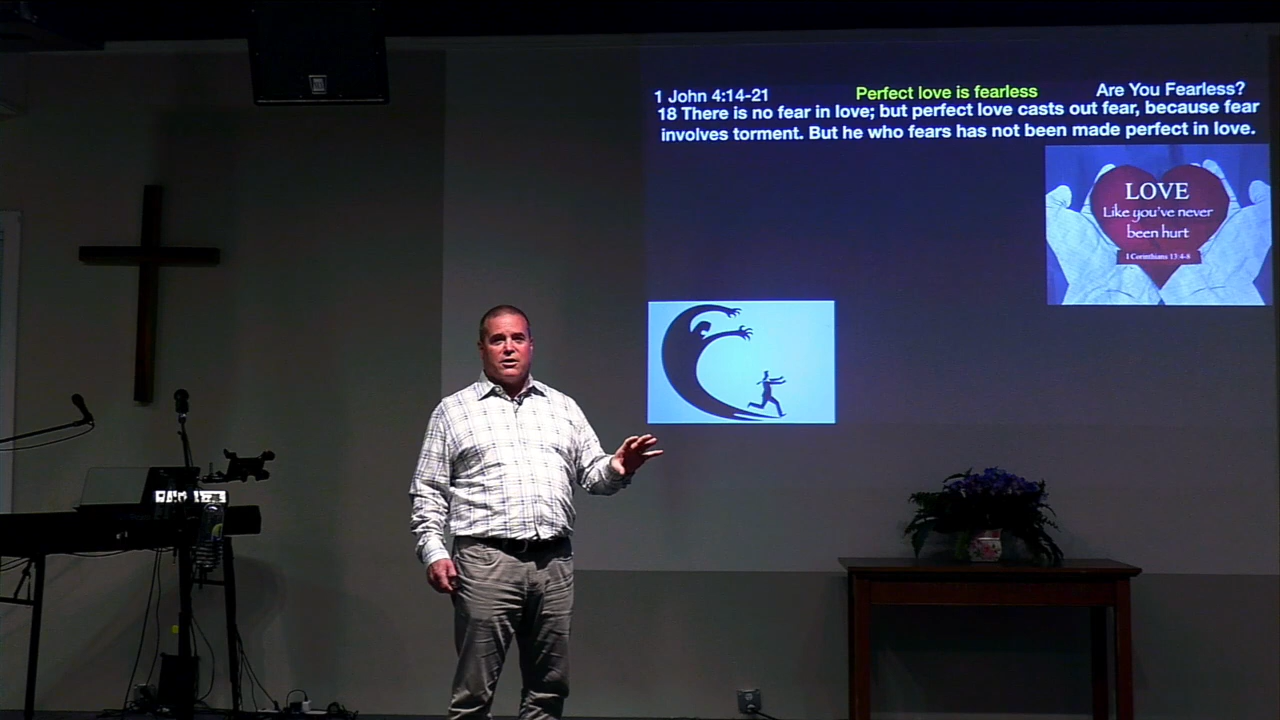 1 John 4:14-21 Perfect love is fearless Are You Fearless?
18 There is no fear in love; but perfect love casts out fear, because fear
involves torment. But he who fears has not been made perfect in love.
LOVE
Like you've never
been hurt
1 Corinthians 13:4-8